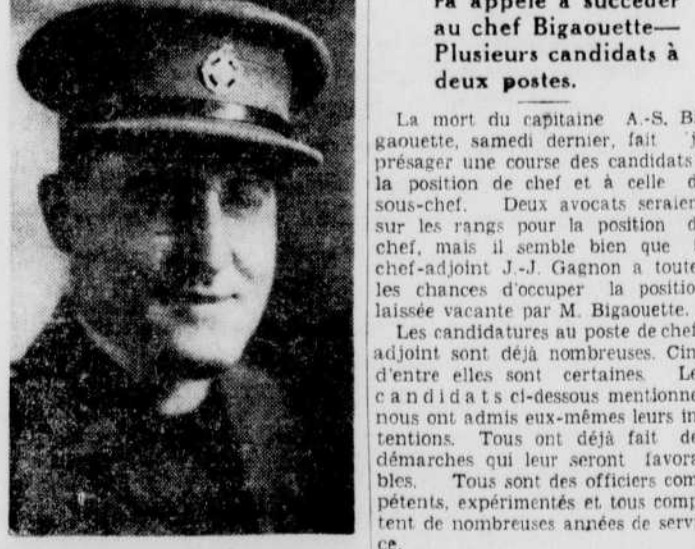 ra appelé à succéder
au chef Bigaouette—
Plusieurs candidats à
deux postes.
La mort du capitaine A.-S. B
gaouette, samedi dernier, fait
présager une course des candidats
la position de chef et à celle d
sous-chef. Deux avocats seraien
sur les rangs pour la position d
chef, mais il semble bien que
chef-adjoint J.-J. Gagnon a toute
les chances d'occuper la positio
laissée vacante par M. Bigaouette.
Les candidatures au poste de chef
adjoint sont déjà nombreuses. Cin
d'entre elles sont certaines. Le
candidats ci-dessous mentionné
nous ont admis eux-mêmes leurs in
tentions. Tous ont déjà fait de
démarches qui leur seront favora
bles. Tous sont des officiers com
pétents, expérimentés et tous comp
tent de nombreuses années de servi
ce.